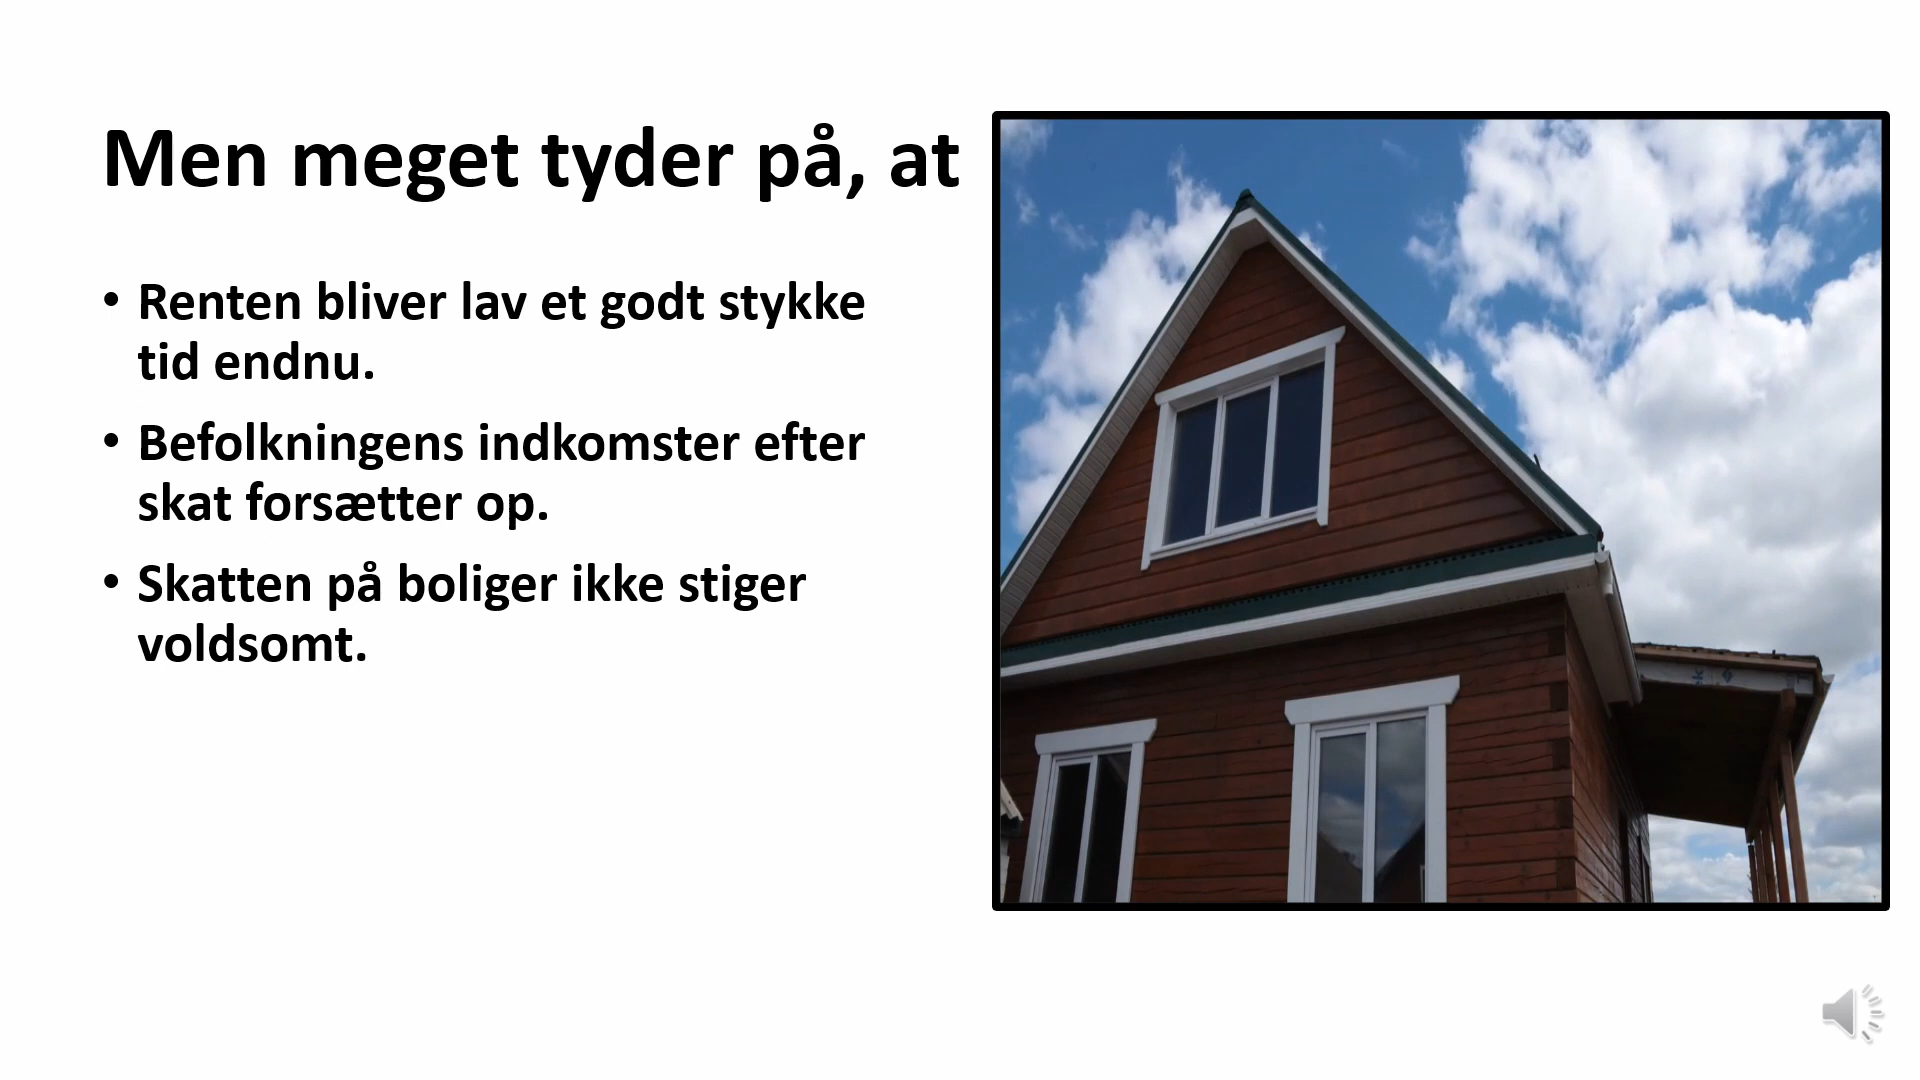 Men meget tyder på, at
• Renten bliver lav et godt stykke
tid endnu.
• Befolkningens indkomster efter
skat forsætter op.
• Skatten på boliger ikke stiger
voldsomt.